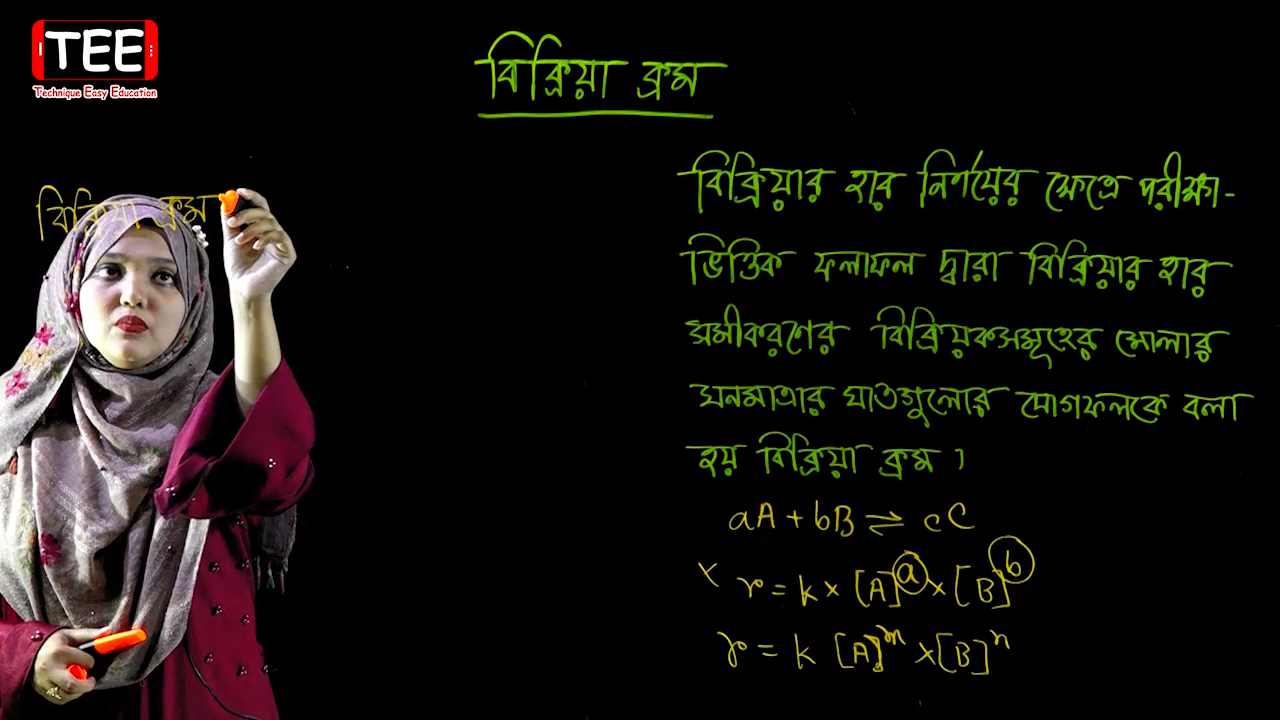 TEE
Technique Easy Education
বিক্রিয়া ক্রম
বিক্রিয়া ক্রম
বিক্রিয়ার হার নির্ণয়ের ক্ষেত্রে পরীক্ষা-
ভিত্তিক ফলাফল দ্বারা বিক্রিয়ার হার
সমীকরণের বিক্রিয়কসমূহের মোলার
ঘনমাত্রার ঘাতগুলোর যোগফলকে বলা
হয় বিক্রিয়া ক্রম।
aA + bB ⇌ cC
× r = k × [A]^a × [B]^b
r = k [A]^m × [B]^n